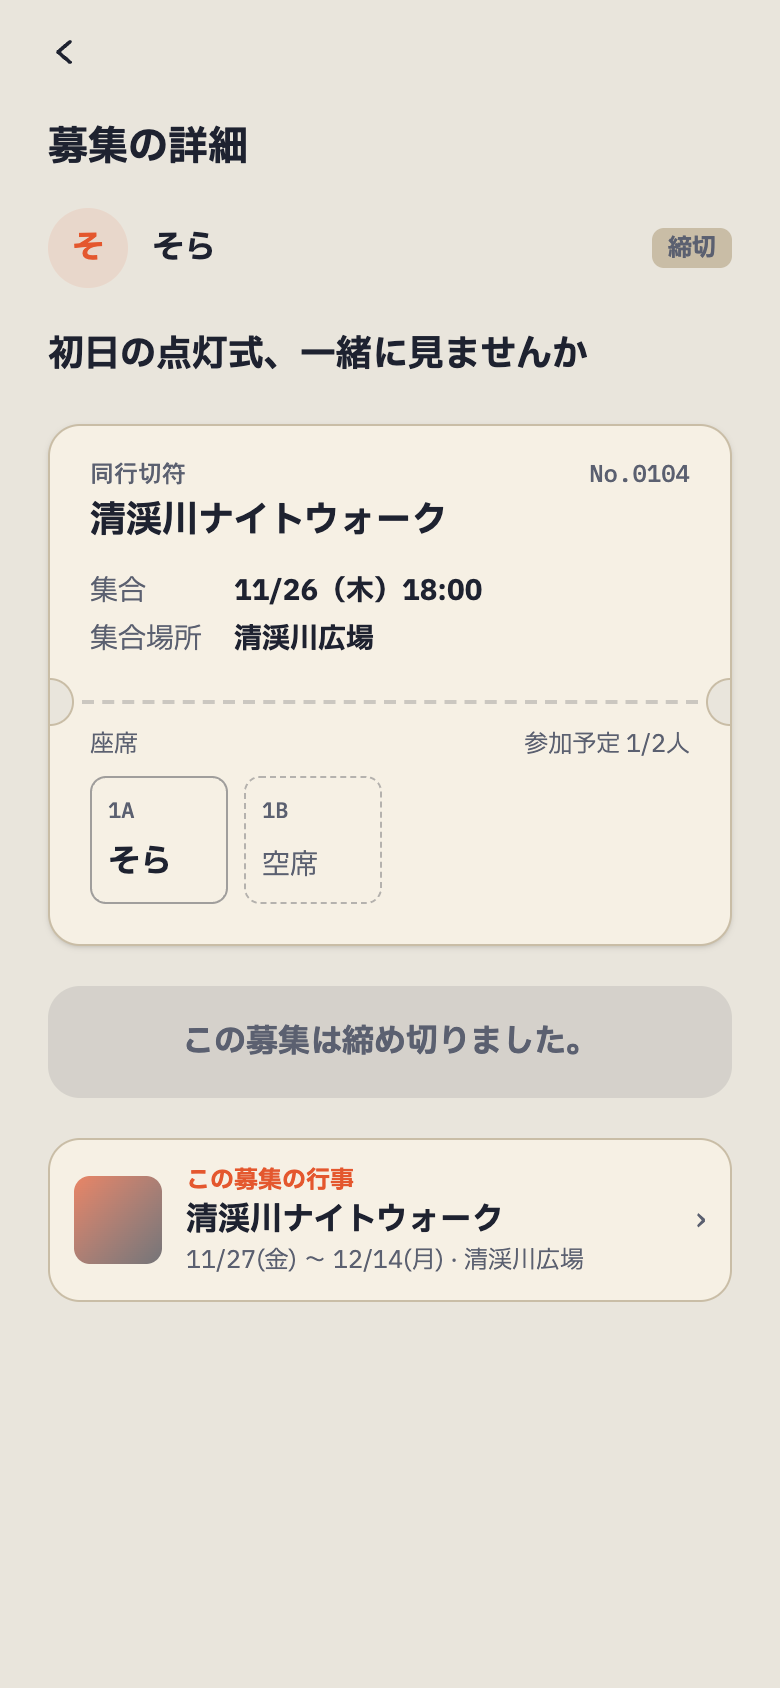 募集の詳細
そ そら 締切
初日の点灯式、一緒に見ませんか
同行切符 No.0104
清渓川ナイトウォーク
集合 11/26（木）18:00
集合場所 清渓川広場
座席 参加予定 1/2人
1A 1B
そら 空席
この募集は締め切りました。
この募集の行事
清渓川ナイトウォーク
11/27(金) 〜 12/14(月) · 清渓川広場